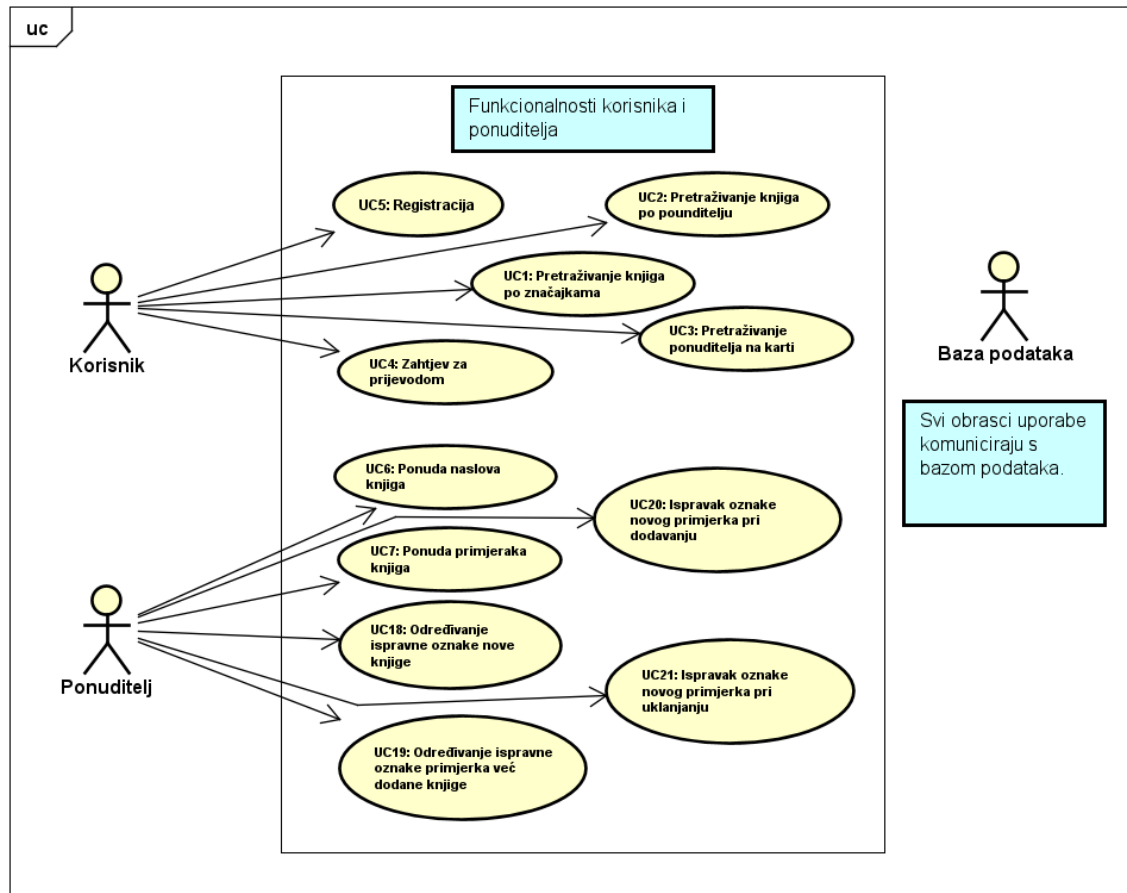 uc
Funkcionalnosti korisnika i
ponuditelja
UC5: Registracija
UC2: Pretraživanje knjiga
po pounditelju
UC1: Pretraživanje knjiga
po značajkama
UC3: Pretraživanje
ponuditelja na karti
UC4: Zahtjev za
prijevodom
Korisnik
Baza podataka
Svi obrasci uporabe
komuniciraju s
bazom podataka.
UC6: Ponuda naslova
knjiga
UC20: Ispravak oznake
novog primjerka pri
dodavanju
UC7: Ponuda primjeraka
knjiga
UC18: Određivanje
ispravne oznake nove
knjige
UC21: Ispravak oznake
novog primjerka pri
uklanjanju
Ponuditelj
UC19: Određivanje ispravne
oznake primjerka već
dodane knjige